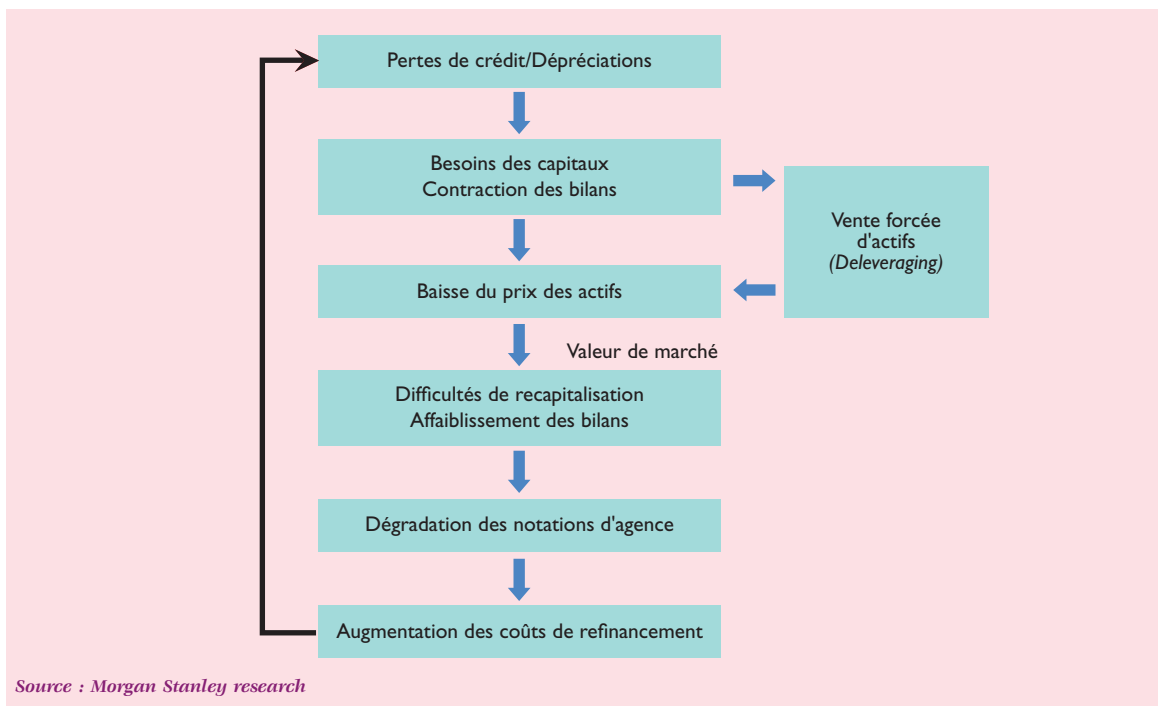 Pertes de crédit/Dépréciations
Besoins des capitaux
Contraction des bilans
Vente forcée
d'actifs
(Deleveraging)
Baisse du prix des actifs
Valeur de marché
Difficultés de recapitalisation
Affaiblissement des bilans
Dégradation des notations d'agence
Augmentation des coûts de refinancement
Source : Morgan Stanley research